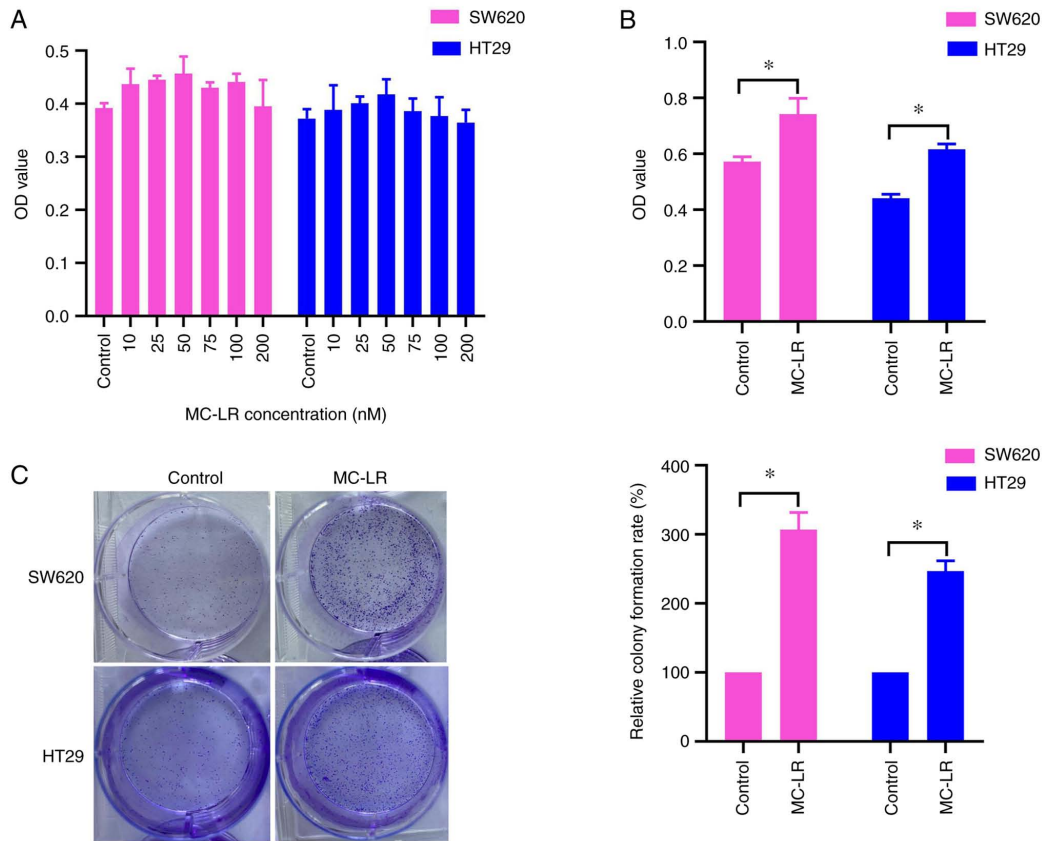 A
SW620
HT29
OD value
0.5
0.4
0.3
0.2
0.1
0.0
Control
10
25
50
75
100
200
Control
10
25
50
75
100
200
MC-LR concentration (nM)
B
SW620
HT29
OD value
1.0
0.8
0.6
0.4
0.2
0.0
*
*
Control
MC-LR
Control
MC-LR
C
Control
MC-LR
SW620
HT29
SW620
HT29
Relative colony formation rate (%)
400
300
200
100
0
*
*
Control
MC-LR
Control
MC-LR